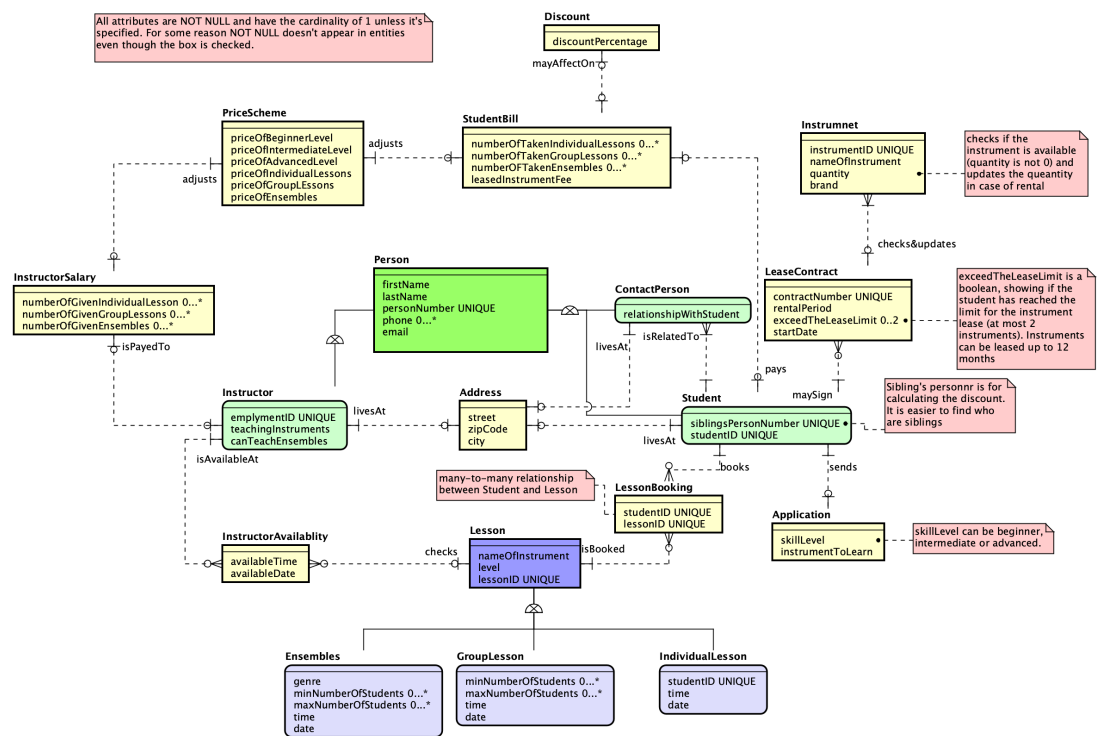 All attributes are NOT NULL and have the cardinality of 1 unless it's
specified. For some reason NOT NULL doesn't appear in entities
even though the box is checked.
Discount
discountPercentage
mayAffectOn
PriceScheme
priceOfBeginnerLevel
priceOfIntermediateLevel
priceOfAdvancedLevel
priceOfIndividualLessons
priceOfGroupLEssons
priceOfEnsembles
adjusts
adjusts
StudentBill
numberOfTakenIndividualLessons 0...*
numberOfTakenGroupLessons 0...*
numberOFTakenEnsembles 0...*
leasedInstrumentFee
Instrumnet
instrumentID UNIQUE
nameOfInstrument
quantity
brand
checks if the
instrument is available
(quantity is not 0) and
updates the queantity
in case of rental
checks&updates
InstructorSalary
numberOfGivenIndividualLesson 0...*
numberOfGivenGroupLessons 0...*
numberOfGivenEnsembles 0...*
isPayedTo
Person
firstName
lastName
personNumber UNIQUE
phone 0...*
email
ContactPerson
relationshipWithStudent
livesAt
isRelatedTo
LeaseContract
contractNumber UNIQUE
rentalPeriod
exceedTheLeaseLimit 0..2
startDate
exceedTheLeaseLimit is a
boolean, showing if the
student has reached the
limit for the instrument
lease (at most 2
instruments). Instruments
can be leased up to 12
months
pays
maySign
Instructor
emplymentID UNIQUE
teachingInstruments
canTeachEnsembles
livesAt
isAvailableAt
Address
street
zipCode
city
livesAt
Student
siblingsPersonNumber UNIQUE
studentID UNIQUE
Sibling's personnr is for
calculating the discount.
It is easier to find who
are siblings
books
sends
many-to-many relationship
between Student and Lesson
LessonBooking
studentID UNIQUE
lessonID UNIQUE
Application
skillLevel
instrumentToLearn
skillLevel can be beginner,
intermediate or advanced.
InstructorAvailablity
availableTime
availableDate
checks
Lesson
nameOfInstrument
level
lessonID UNIQUE
isBooked
Ensembles
genre
minNumberOfStudents 0...*
maxNumberOfStudents 0...*
time
date
GroupLesson
minNumberOfStudents 0...*
maxNumberOfStudents 0...*
time
date
IndividualLesson
studentID UNIQUE
time
date